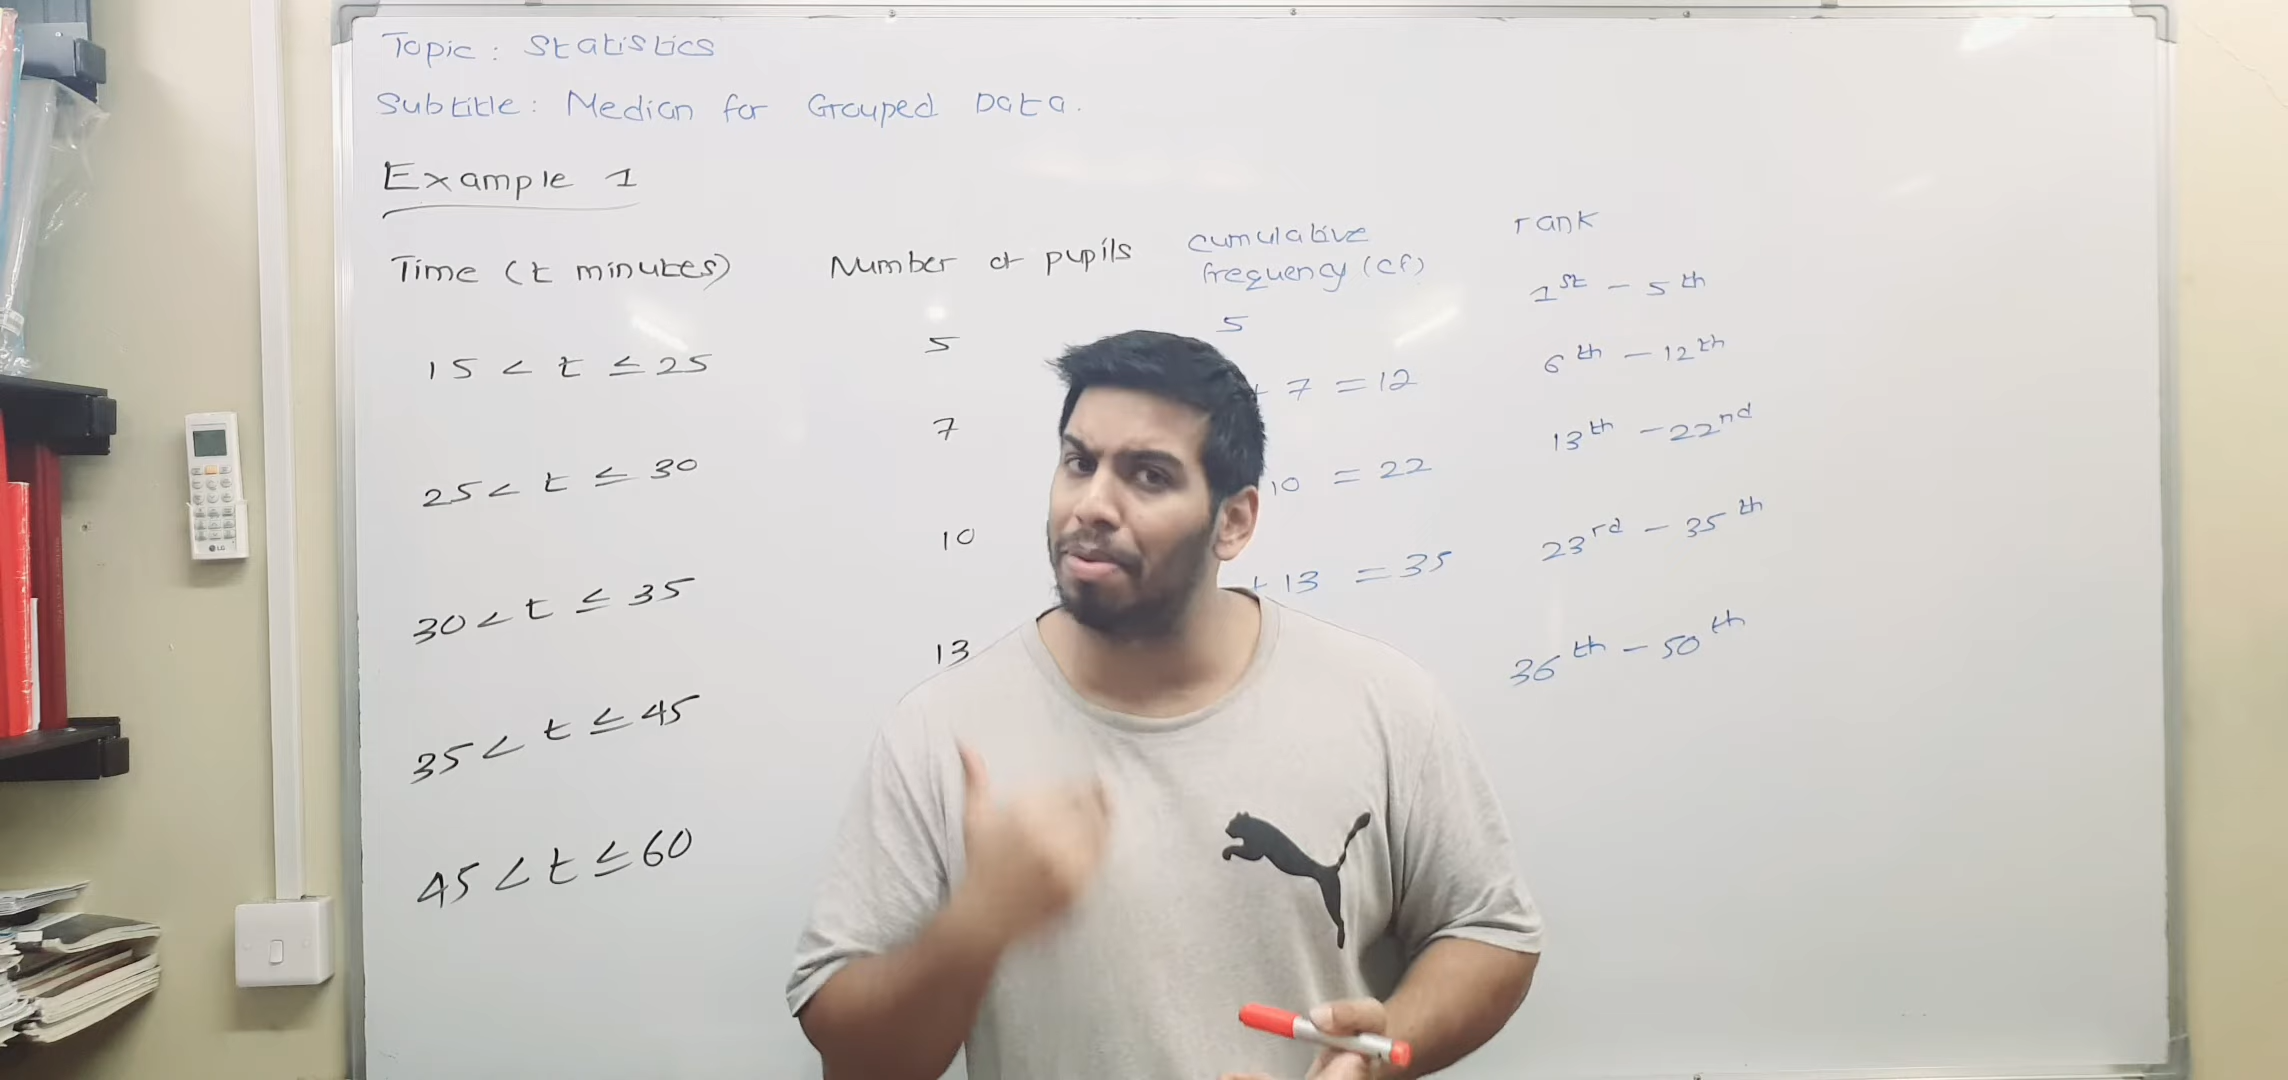 Topic: Statistics
Subtitle: Median for Grouped Data.
Example 1
Time (t minutes) Number of pupils cumulative frequency (cf) rank
15 < t ≤ 25 5 5 1st - 5th
25 < t ≤ 30 7 + 7 = 12 6th - 12th
30 < t ≤ 35 10 10 = 22 13th - 22nd
35 < t ≤ 45 13 + 13 = 35 23rd - 35th
45 < t ≤ 60 36th - 50th
LG